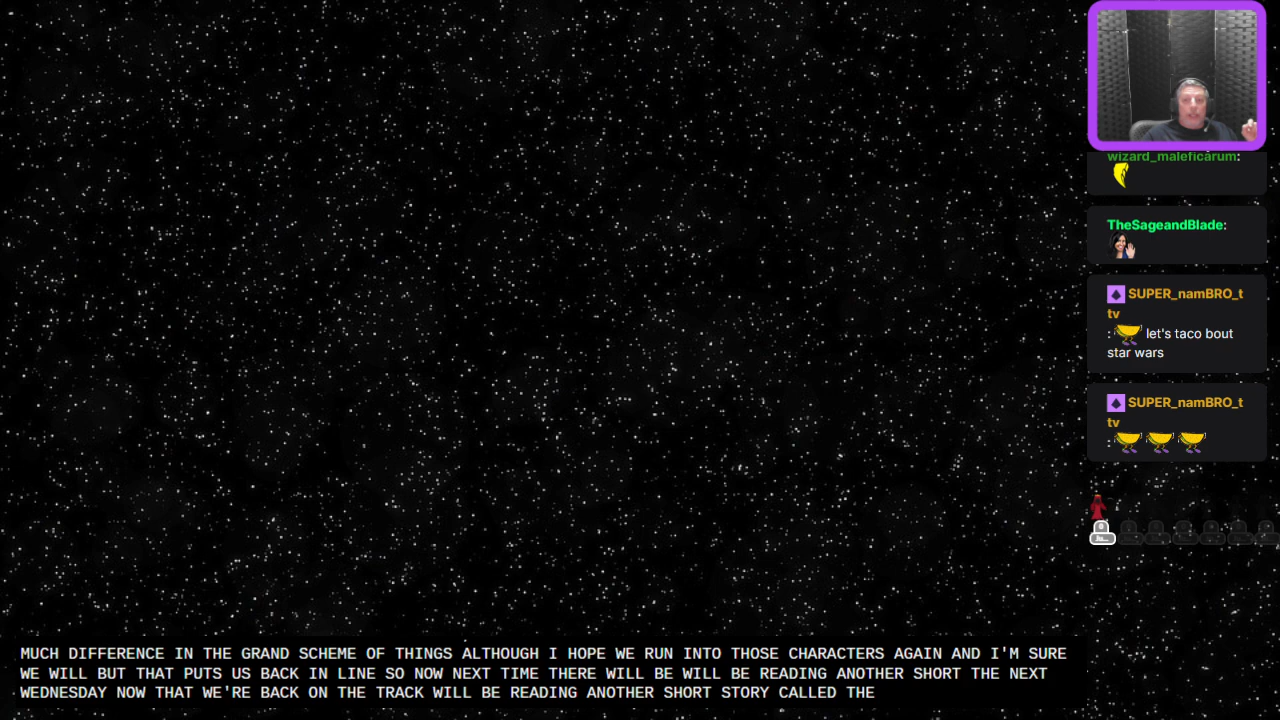 wizard_maleficarum:
TheSageandBlade:
SUPER_namBRO_t
tv
: let's taco bout
star wars
SUPER_namBRO_t
tv
:
MUCH DIFFERENCE IN THE GRAND SCHEME OF THINGS ALTHOUGH I HOPE WE RUN INTO THOSE CHARACTERS AGAIN AND I'M SURE
WE WILL BUT THAT PUTS US BACK IN LINE SO NOW NEXT TIME THERE WILL BE WILL BE READING ANOTHER SHORT THE NEXT
WEDNESDAY NOW THAT WE'RE BACK ON THE TRACK WILL BE READING ANOTHER SHORT STORY CALLED THE